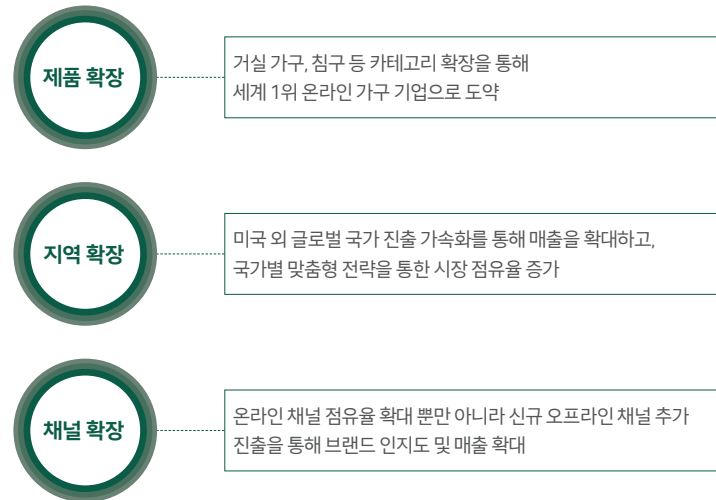 제품 확장
거실 가구, 침구 등 카테고리 확장을 통해
세계 1위 온라인 가구 기업으로 도약
지역 확장
미국 외 글로벌 국가 진출 가속화를 통해 매출을 확대하고,
국가별 맞춤형 전략을 통한 시장 점유율 증가
채널 확장
온라인 채널 점유율 확대 뿐만 아니라 신규 오프라인 채널 추가
진출을 통해 브랜드 인지도 및 매출 확대